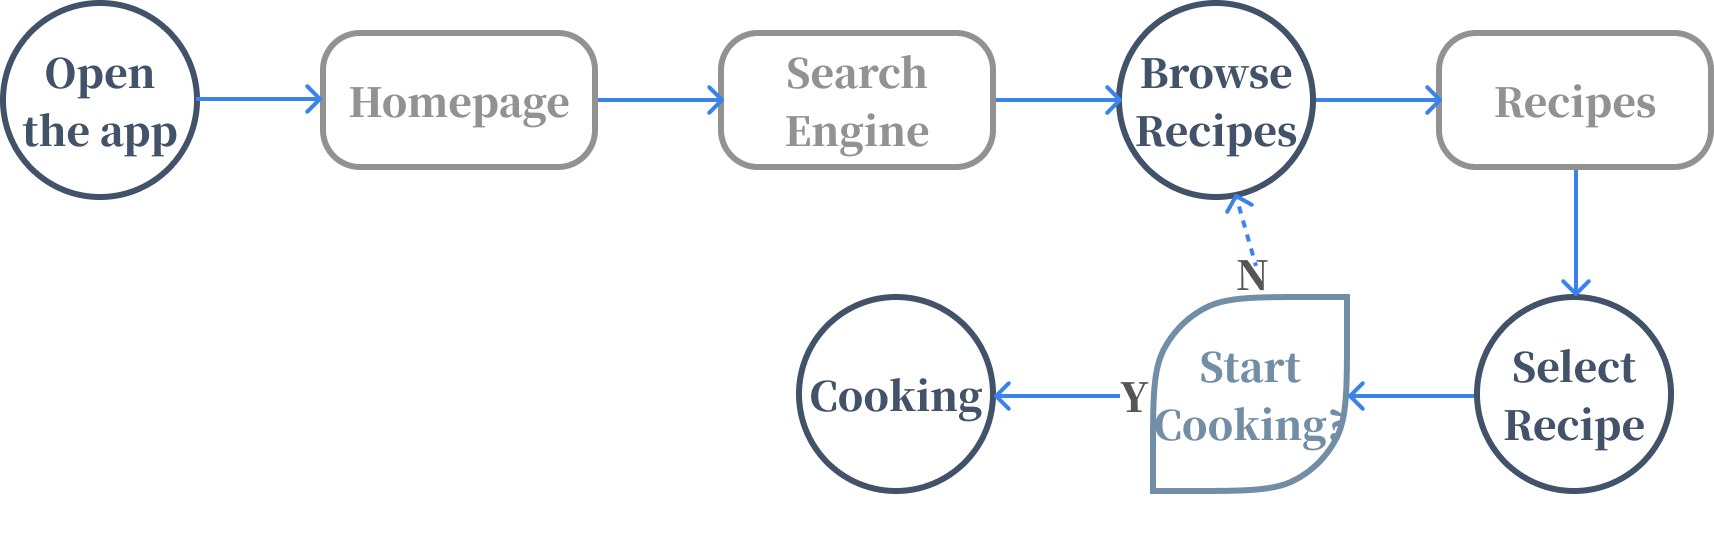 Open
the app
Homepage
Search
Engine
Browse
Recipes
Recipes
N
Cooking
Y
Start
Cooking?
Select
Recipe